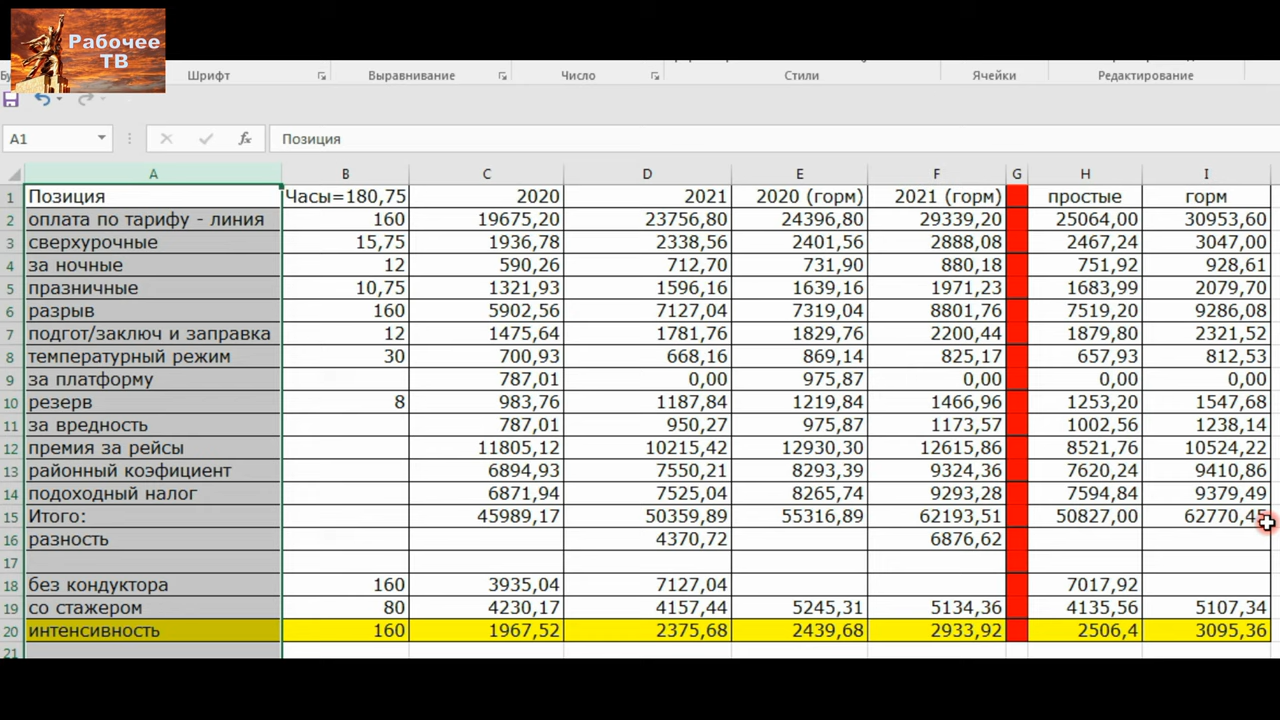 Рабочее
ТВ
Шрифт Выравнивание Число Стили Ячейки Редактирование
A1 fx Позиция
A B C D E F G H I
1 Позиция Часы=180,75 2020 2021 2020 (горм) 2021 (горм) простые горм
2 оплата по тарифу - линия 160 19675,20 23756,80 24396,80 29339,20 25064,00 30953,60
3 сверхурочные 15,75 1936,78 2338,56 2401,56 2888,08 2467,24 3047,00
4 за ночные 12 590,26 712,70 731,90 880,18 751,92 928,61
5 празничные 10,75 1321,93 1596,16 1639,16 1971,23 1683,99 2079,70
6 разрыв 160 5902,56 7127,04 7319,04 8801,76 7519,20 9286,08
7 подгот/заключ и заправка 12 1475,64 1781,76 1829,76 2200,44 1879,80 2321,52
8 температурный режим 30 700,93 668,16 869,14 825,17 657,93 812,53
9 за платформу 787,01 0,00 975,87 0,00 0,00 0,00
10 резерв 8 983,76 1187,84 1219,84 1466,96 1253,20 1547,68
11 за вредность 787,01 950,27 975,87 1173,57 1002,56 1238,14
12 премия за рейсы 11805,12 10215,42 12930,30 12615,86 8521,76 10524,22
13 районный коэфициент 6894,93 7550,21 8293,39 9324,36 7620,24 9410,86
14 подоходный налог 6871,94 7525,04 8265,74 9293,28 7594,84 9379,49
15 Итого: 45989,17 50359,89 55316,89 62193,51 50827,00 62770,45
16 разность 4370,72 6876,62
17
18 без кондуктора 160 3935,04 7127,04 7017,92
19 со стажером 80 4230,17 4157,44 5245,31 5134,36 4135,56 5107,34
20 интенсивность 160 1967,52 2375,68 2439,68 2933,92 2506,4 3095,36
21